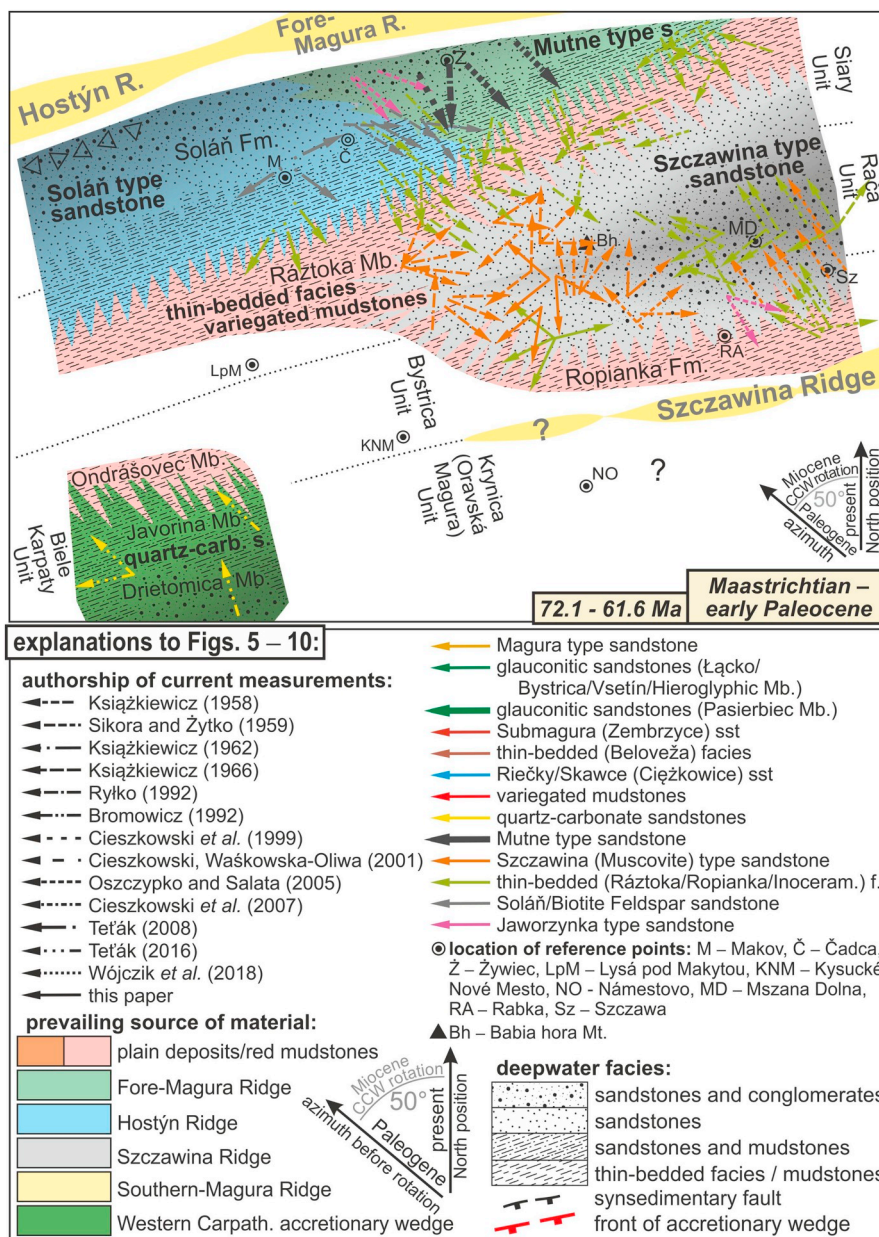 Fore-
Magura R.
Hostýn R.
Mutne type s.
Ż
Siary
Unit
Soláň Fm.
Č
M
Soláň type
sandstone
Szczawina type
sandstone
Rača
Unit
MD
Bh
Sz
Ráztoka Mb.
thin-bedded facies
variegated mudstones
RA
LpM
Bystrica
Unit
Ropianka Fm.
Szczawina Ridge
?
KNM
Krynica
(Oravská
Magura)
Unit
NO
?
Ondrášovec Mb.
Javorina Mb.
quartz-carb. s.
Drietomica Mb.
Biele
Karpaty
Unit
Miocene
CCW rotation
50°
Paleogene
azimuth
present
North position
72.1 - 61.6 Ma
Maastrichtian –
early Paleocene
explanations to Figs. 5 – 10:
authorship of current measurements:
Książkiewicz (1958)
Sikora and Żytko (1959)
Książkiewicz (1962)
Książkiewicz (1966)
Ryłko (1992)
Bromowicz (1992)
Cieszkowski et al. (1999)
Cieszkowski, Waśkowska-Oliwa (2001)
Oszczypko and Salata (2005)
Cieszkowski et al. (2007)
Teťák (2008)
Teťák (2016)
Wójczik et al. (2018)
this paper
prevailing source of material:
plain deposits/red mudstones
Fore-Magura Ridge
Hostýn Ridge
Szczawina Ridge
Southern-Magura Ridge
Western Carpath. accretionary wedge
Magura type sandstone
glauconitic sandstones (Łącko/
Bystrica/Vsetín/Hieroglyphic Mb.)
glauconitic sandstones (Pasierbiec Mb.)
Submagura (Zembrzyce) sst
thin-bedded (Beloveža) facies
Riečky/Skawce (Ciężkowice) sst
variegated mudstones
quartz-carbonate sandstones
Mutne type sandstone
Szczawina (Muscovite) type sandstone
thin-bedded (Ráztoka/Ropianka/Inoceram.) f.
Soláň/Biotite Feldspar sandstone
Jaworzynka type sandstone
location of reference points: M – Makov, Č – Čadca,
Ż – Żywiec, LpM – Lysá pod Makytou, KNM – Kysucké
Nové Mesto, NO - Námestovo, MD – Mszana Dolna,
RA – Rabka, Sz – Szczawa
Bh – Babia hora Mt.
Miocene
CCW rotation
50°
azimuth before rotation
Paleogene
present
North position
deepwater facies:
sandstones and conglomerates
sandstones
sandstones and mudstones
thin-bedded facies / mudstones
synsedimentary fault
front of accretionary wedge